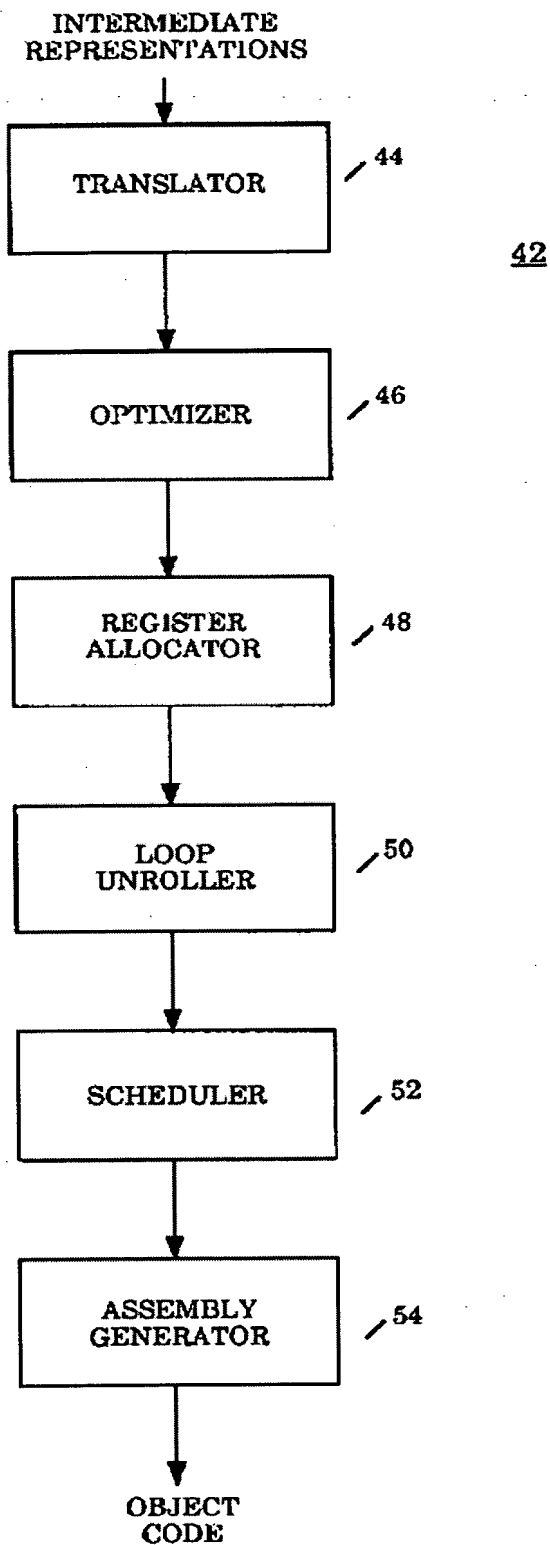 INTERMEDIATE
REPRESENTATIONS
TRANSLATOR
44
42
OPTIMIZER
46
REGISTER
ALLOCATOR
48
LOOP
UNROLLER
50
SCHEDULER
52
ASSEMBLY
GENERATOR
54
OBJECT
CODE